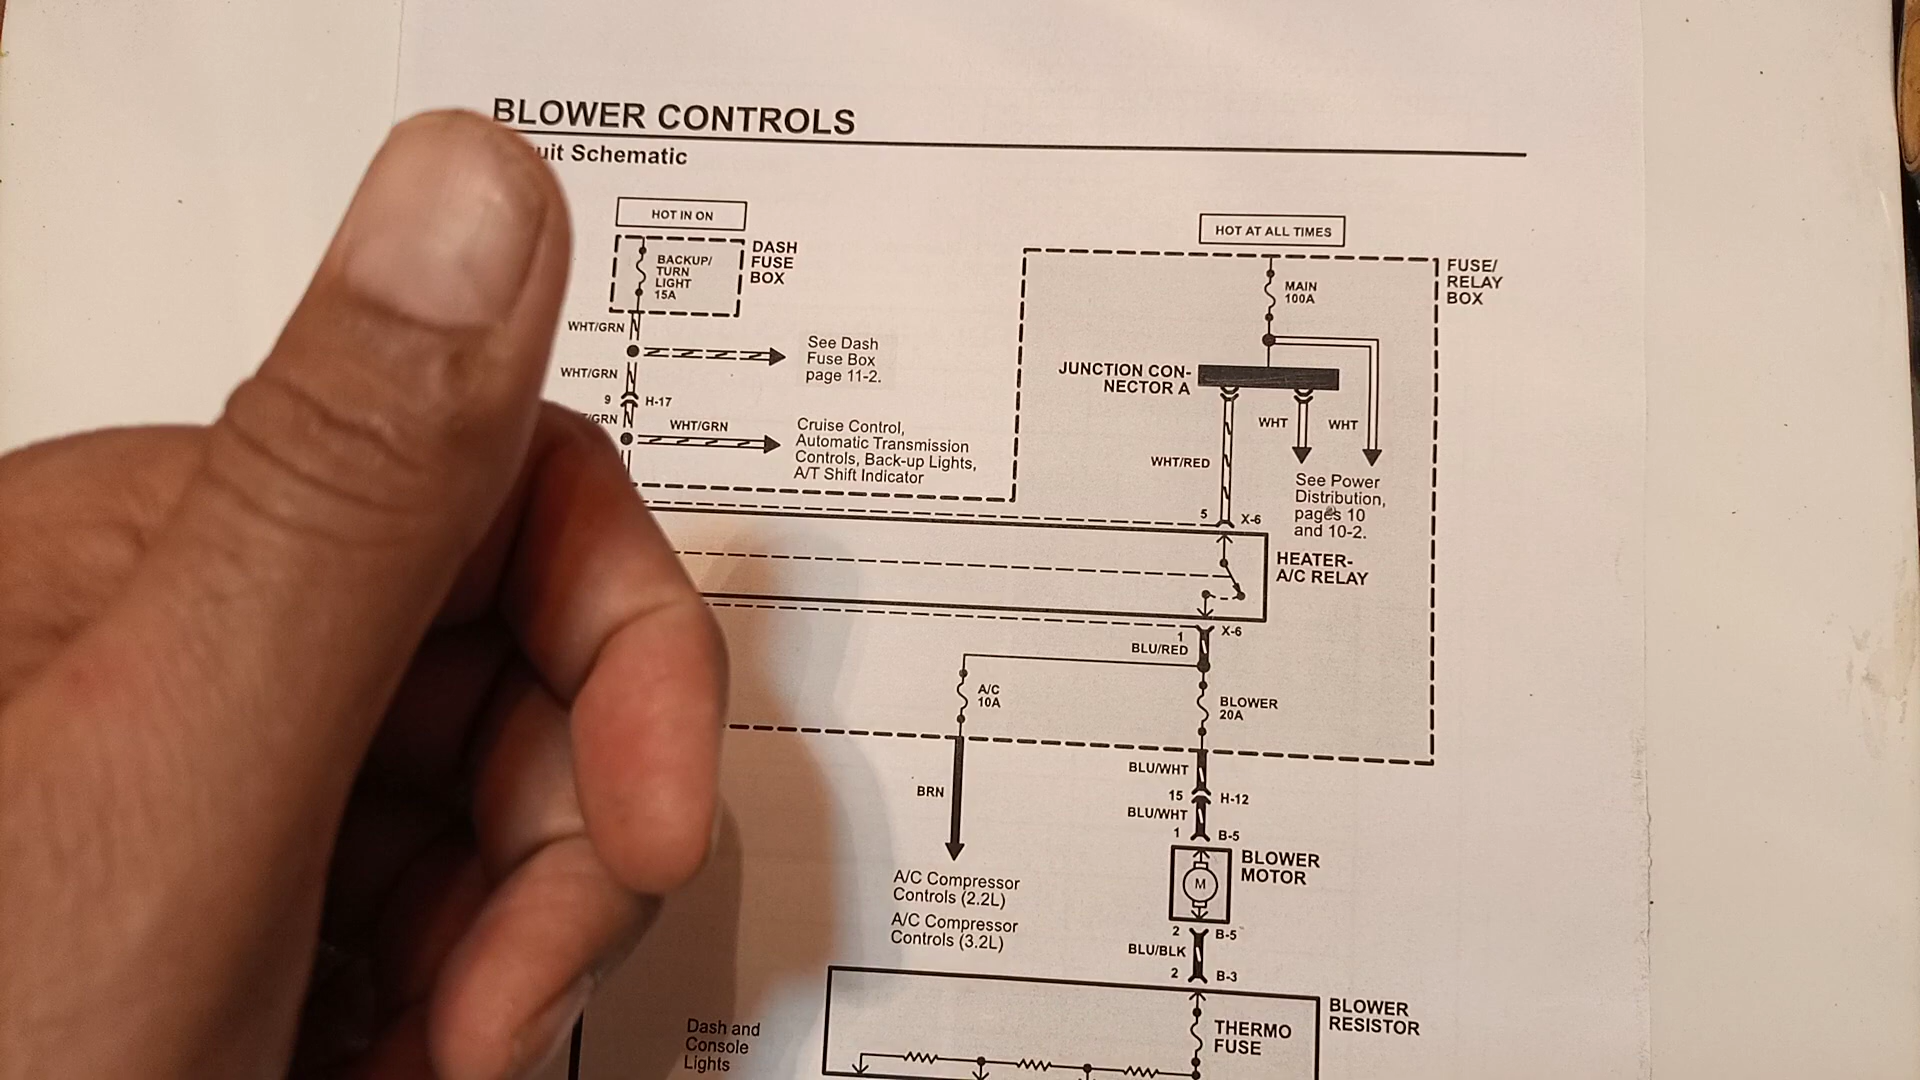 BLOWER CONTROLS
Schematic
HOT IN ON
HOT AT ALL TIMES
BACKUP/
TURN
LIGHT
15A
DASH
FUSE
BOX
FUSE/
RELAY
BOX
MAIN
100A
WHT/GRN
See Dash
Fuse Box
page 11-2.
JUNCTION CON-
NECTOR A
WHT/GRN
9
H-17
WHT
WHT
/GRN
WHT/GRN
Cruise Control,
Automatic Transmission
Controls, Back-up Lights,
A/T Shift Indicator
WHT/RED
See Power
Distribution,
pages 10
and 10-2.
5
X-6
HEATER-
A/C RELAY
1
X-6
BLU/RED
A/C
10A
BLOWER
20A
BLU/WHT
BRN
15
H-12
BLU/WHT
1
B-5
BLOWER
MOTOR
M
A/C Compressor
Controls (2.2L)
A/C Compressor
Controls (3.2L)
2
B-5
BLU/BLK
2
B-3
BLOWER
RESISTOR
Dash and
Console
Lights
THERMO
FUSE